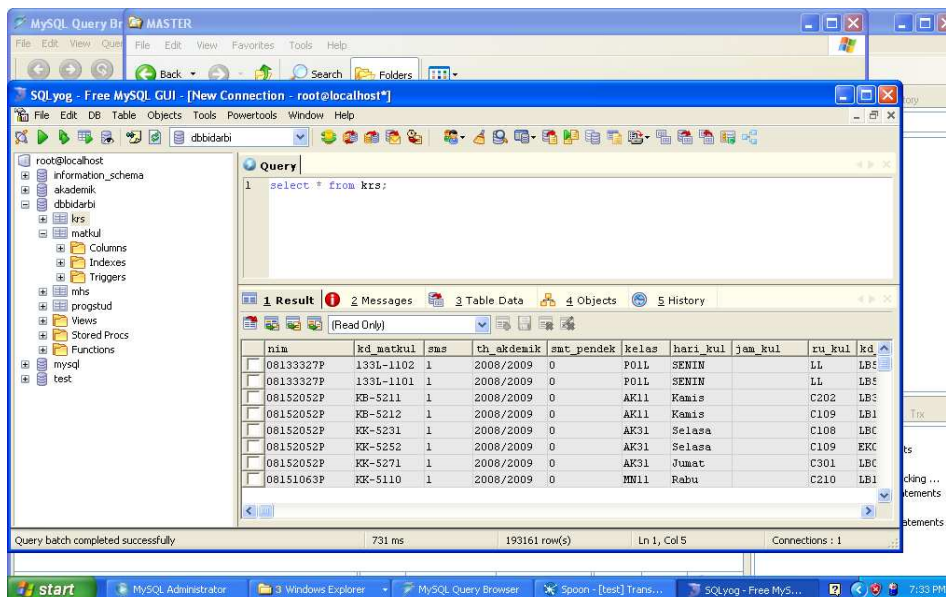 MySQL Query Br
MASTER
File Edit View Quer
File Edit View Favorites Tools Help
Back
Search
Folders
SQLyog - Free MySQL GUI - [New Connection - root@localhost*]
File Edit DB Table Objects Tools Powertools Window Help
dbbidarbi
root@localhost
information_schema
akademik
dbbidarbi
krs
matkul
Columns
Indexes
Triggers
mhs
progstud
Views
Stored Procs
Functions
mysql
test
Query
1 select * from krs;
1 Result 2 Messages 3 Table Data 4 Objects 5 History
(Read Only)
nim kd_matkul sms th_akdemik smt_pendek kelas hari_kul jam_kul ru_kul kd_
08133327P 133L-1102 1 2008/2009 0 P01L SENIN LL LB5
08133327P 133L-1101 1 2008/2009 0 P01L SENIN LL LB5
08152052P KB-5211 1 2008/2009 0 AK11 Kamis C202 LB3
08152052P KB-5212 1 2008/2009 0 AK11 Kamis C109 LB1
08152052P KK-5231 1 2008/2009 0 AK31 Selasa C108 LBC
08152052P KK-5252 1 2008/2009 0 AK31 Selasa C109 EKC
08152052P KK-5271 1 2008/2009 0 AK31 Jumat C301 LBC
08151063P KK-5110 1 2008/2009 0 MN11 Rabu C210 LB1
Query batch completed successfully 731 ms 193161 row(s) Ln 1, Col 5 Connections : 1
tory
Trx
ts
cking ...
tements
atements
start MySQL Administrator 3 Windows Explorer MySQL Query Browser Spoon - [test] Trans... SQLyog - Free MyS... 7:33 PM